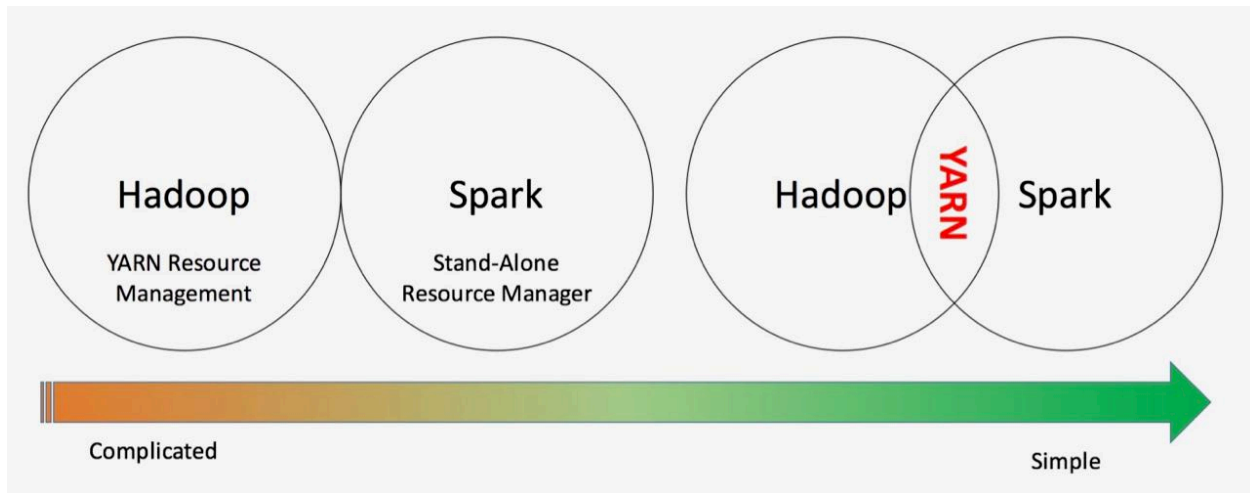 Hadoop
YARN Resource
Management
Spark
Stand-Alone
Resource Manager
Hadoop
YARN
Spark
Complicated
Simple